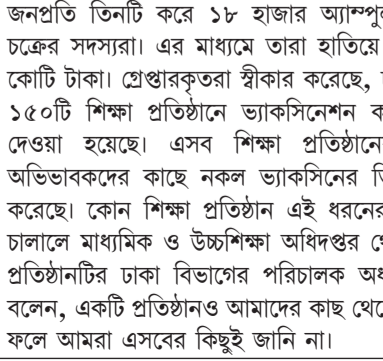 জনপ্রতি তিনটি করে ১৮ হাজার অ্যাম্পু
চক্রের সদস্যরা। এর মাধ্যমে তারা হাতিয়ে
কোটি টাকা। গ্রেপ্তারকৃতরা স্বীকার করেছে,
১৫০টি শিক্ষা প্রতিষ্ঠানে ভ্যাকসিনেশন ক
দেওয়া হয়েছে। এসব শিক্ষা প্রতিষ্ঠানে
অভিভাবকদের কাছে নকল ভ্যাকসিনের
করেছে। কোন শিক্ষা প্রতিষ্ঠান এই ধরনের
চালালে মাধ্যমিক ও উচ্চশিক্ষা অধিদপ্তর থে
প্রতিষ্ঠানটির ঢাকা বিভাগের পরিচালক অধ
বলেন, একটি প্রতিষ্ঠানও আমাদের কাছ থে
ফলে আমরা এসবের কিছুই জানি না।